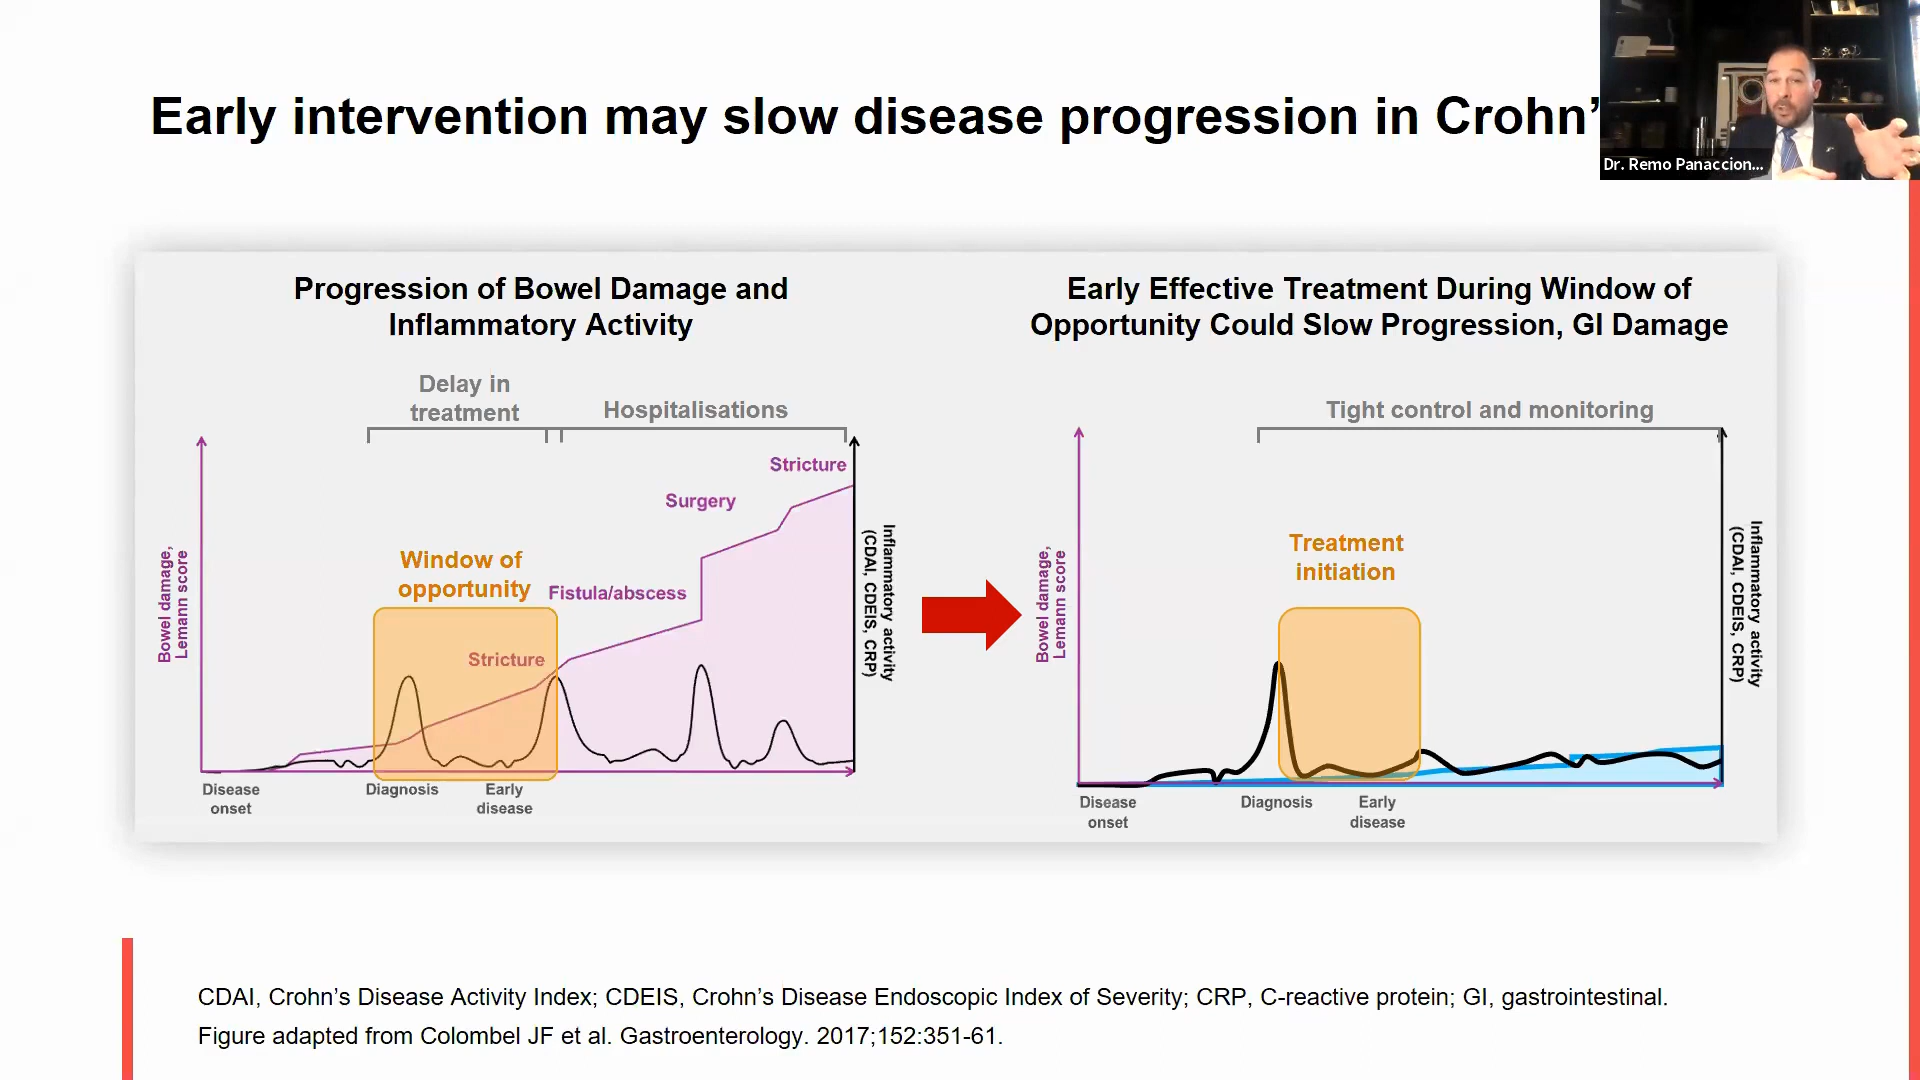 Early intervention may slow disease progression in Crohn’
Dr. Remo Panaccion...
Progression of Bowel Damage and
Inflammatory Activity
Delay in
treatment
Hospitalisations
Stricture
Surgery
Window of
opportunity
Fistula/abscess
Stricture
Bowel damage,
Lemann score
Inflammatory activity
(CDAI, CDEIS, CRP)
Disease
onset
Diagnosis
Early
disease
Early Effective Treatment During Window of
Opportunity Could Slow Progression, GI Damage
Tight control and monitoring
Treatment
initiation
Bowel damage,
Lemann score
Inflammatory activity
(CDAI, CDEIS, CRP)
Disease
onset
Diagnosis
Early
disease
CDAI, Crohn’s Disease Activity Index; CDEIS, Crohn’s Disease Endoscopic Index of Severity; CRP, C-reactive protein; GI, gastrointestinal.
Figure adapted from Colombel JF et al. Gastroenterology. 2017;152:351-61.